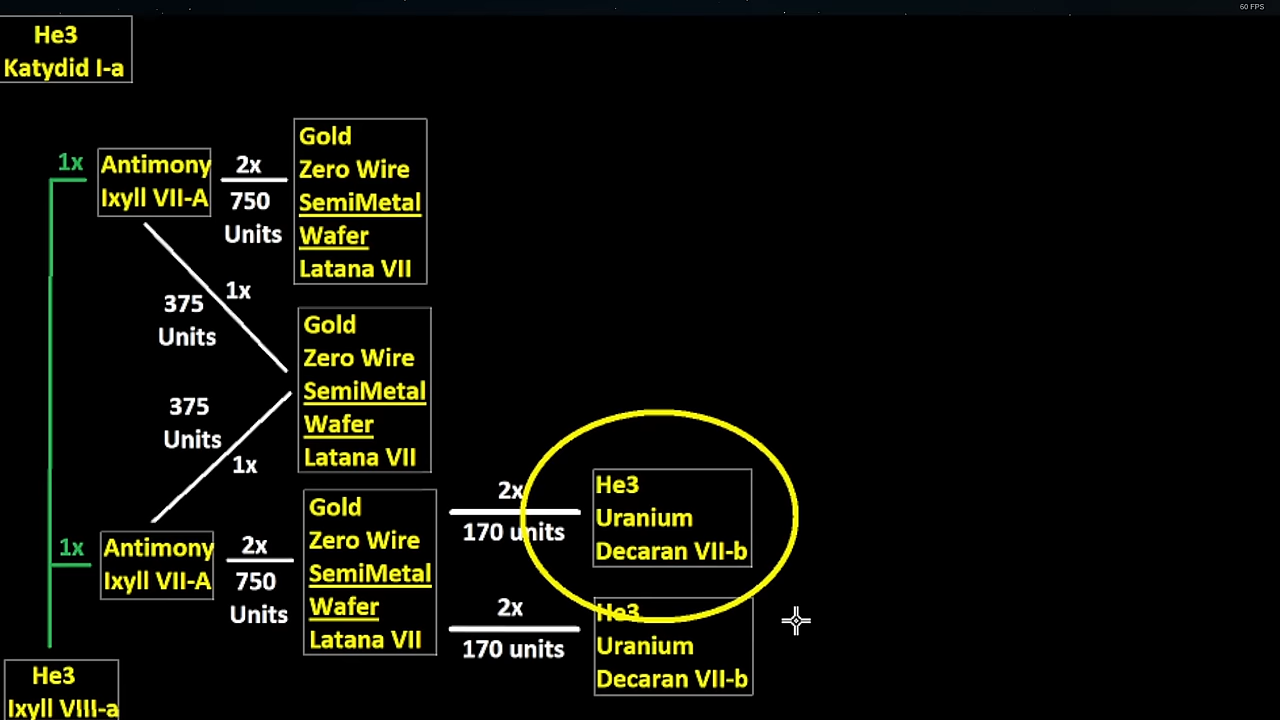 60 FPS
He3
Katydid I-a
1x
Antimony
Ixyll VII-A
2x
750
Units
Gold
Zero Wire
SemiMetal
Wafer
Latana VII
375
Units
1x
Gold
Zero Wire
SemiMetal
Wafer
Latana VII
375
Units
1x
1x
Antimony
Ixyll VII-A
2x
750
Units
Gold
Zero Wire
SemiMetal
Wafer
Latana VII
2x
170 units
He3
Uranium
Decaran VII-b
2x
170 units
He3
Uranium
Decaran VII-b
He3
Ixyll VIII-a